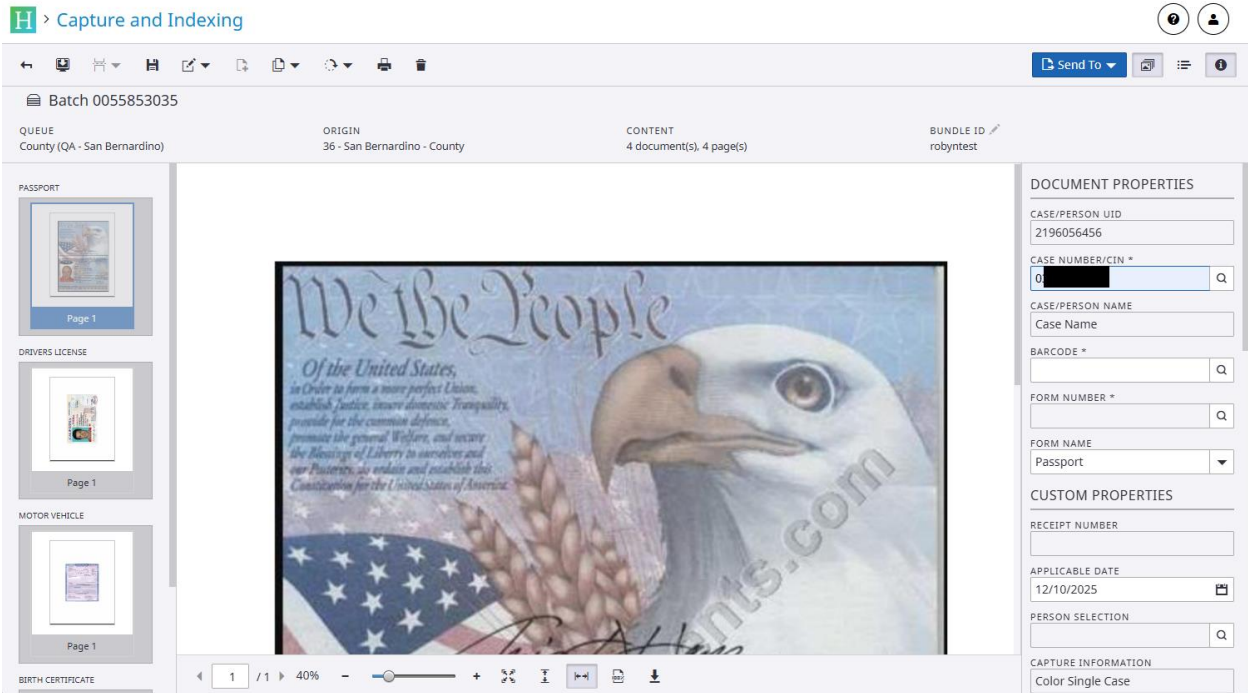 H > Capture and Indexing
Send To
Batch 0055853035
QUEUE
County (QA - San Bernardino)
ORIGIN
36 - San Bernardino - County
CONTENT
4 document(s), 4 page(s)
BUNDLE ID
robyntest
PASSPORT
Page 1
DRIVERS LICENSE
Page 1
MOTOR VEHICLE
Page 1
BIRTH CERTIFICATE
We the People
Of the United States,
in Order to form a more perfect Union,
establish Justice, insure domestic Tranquility,
provide for the common defence,
promote the general Welfare, and secure
the Blessings of Liberty to ourselves and
our Posterity, do ordain and establish this
Constitution for the United States of America.
ents.com
1 / 1 40%
DOCUMENT PROPERTIES
CASE/PERSON UID
2196056456
CASE NUMBER/CIN *
CASE/PERSON NAME
Case Name
BARCODE *
FORM NUMBER *
FORM NAME
Passport
CUSTOM PROPERTIES
RECEIPT NUMBER
APPLICABLE DATE
12/10/2025
PERSON SELECTION
CAPTURE INFORMATION
Color Single Case